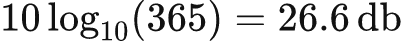 10 log₁₀(365) = 26.6 db